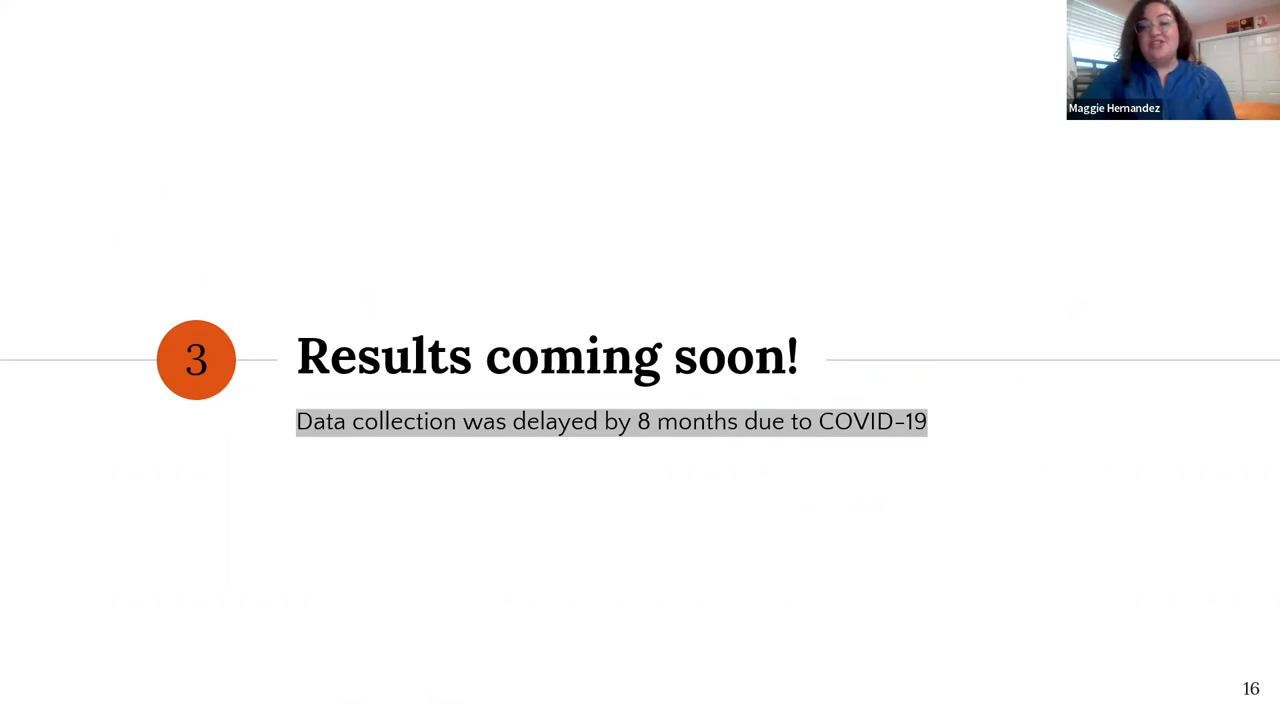 Maggie Hernandez
3
Results coming soon!
Data collection was delayed by 8 months due to COVID-19
16